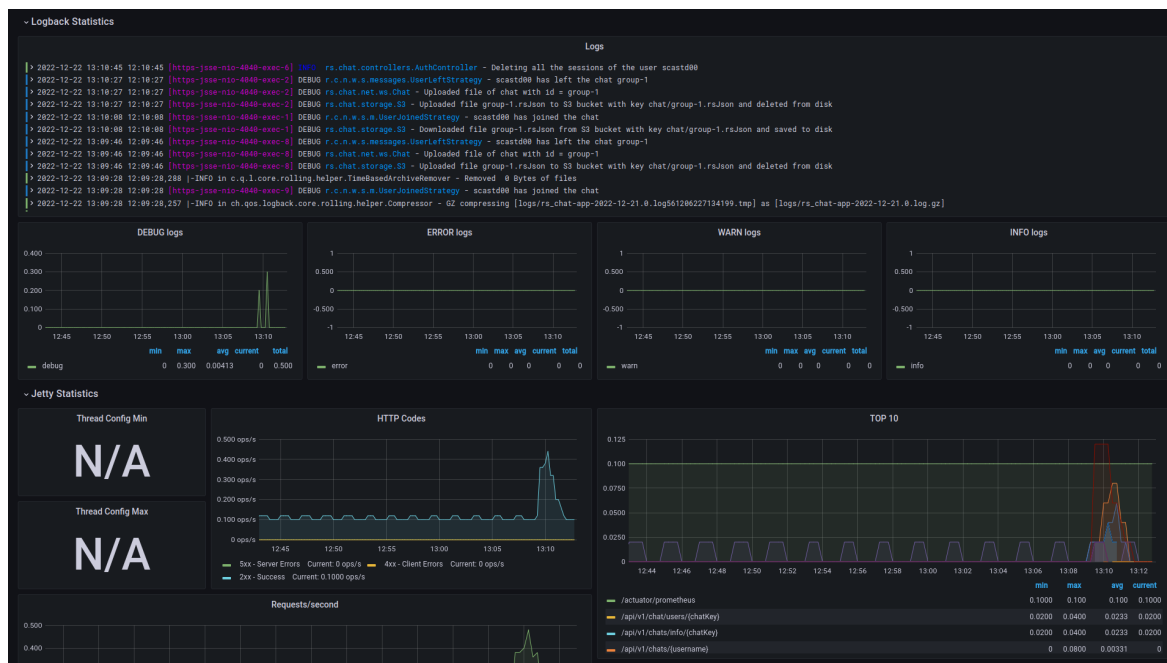 Logback Statistics
Logs
> 2022-12-22 13:10:45 12:10:45 [https-jsse-nio-4040-exec-6] INFO rs.chat.controllers.AuthController - Deleting all the sessions of the user scastd00
> 2022-12-22 13:10:27 12:10:27 [https-jsse-nio-4040-exec-2] DEBUG r.c.n.w.s.messages.UserLeftStrategy - scastd00 has left the chat group-1
> 2022-12-22 13:10:27 12:10:27 [https-jsse-nio-4040-exec-2] DEBUG rs.chat.net.ws.Chat - Uploaded file of chat with id = group-1
> 2022-12-22 13:10:27 12:10:27 [https-jsse-nio-4040-exec-2] DEBUG rs.chat.storage.S3 - Uploaded file group-1.rsJson to S3 bucket with key chat/group-1.rsJson and deleted from disk
> 2022-12-22 13:10:08 12:10:08 [https-jsse-nio-4040-exec-1] DEBUG r.c.n.w.s.m.UserJoinedStrategy - scastd00 has joined the chat
> 2022-12-22 13:10:08 12:10:08 [https-jsse-nio-4040-exec-1] DEBUG rs.chat.storage.S3 - Downloaded file group-1.rsJson from S3 bucket with key chat/group-1.rsJson and saved to disk
> 2022-12-22 13:09:46 12:09:46 [https-jsse-nio-4040-exec-8] DEBUG r.c.n.w.s.messages.UserLeftStrategy - scastd00 has left the chat group-1
> 2022-12-22 13:09:46 12:09:46 [https-jsse-nio-4040-exec-8] DEBUG rs.chat.net.ws.Chat - Uploaded file of chat with id = group-1
> 2022-12-22 13:09:46 12:09:46 [https-jsse-nio-4040-exec-8] DEBUG rs.chat.storage.S3 - Uploaded file group-1.rsJson to S3 bucket with key chat/group-1.rsJson and deleted from disk
> 2022-12-22 13:09:28 12:09:28,288 |-INFO in c.q.l.core.rolling.helper.TimeBasedArchiveRemover - Removed 0 Bytes of files
> 2022-12-22 13:09:28 12:09:28 [https-jsse-nio-4040-exec-9] DEBUG r.c.n.w.s.m.UserJoinedStrategy - scastd00 has joined the chat
> 2022-12-22 13:09:28 12:09:28,257 |-INFO in ch.qos.logback.core.rolling.helper.Compressor - GZ compressing [logs/rs_chat-app-2022-12-21.0.log561206227134199.tmp] as [logs/rs_chat-app-2022-12-21.0.log.gz]
DEBUG logs
0.400
0.300
0.200
0.100
0
12:45 12:50 12:55 13:00 13:05 13:10
min max avg current total
debug 0 0.300 0.00413 0 0.500
ERROR logs
1
0.500
0
-0.500
-1
12:45 12:50 12:55 13:00 13:05 13:10
min max avg current total
error 0 0 0 0 0
WARN logs
1
0.500
0
-0.500
-1
12:45 12:50 12:55 13:00 13:05 13:10
min max avg current total
warn 0 0 0 0 0
INFO logs
1
0.500
0
-0.500
-1
12:45 12:50 12:55 13:00 13:05 13:10
min max avg current total
info 0 0 0 0 0
Jetty Statistics
Thread Config Min
N/A
Thread Config Max
N/A
HTTP Codes
0.500 ops/s
0.400 ops/s
0.300 ops/s
0.200 ops/s
0.100 ops/s
0 ops/s
12:45 12:50 12:55 13:00 13:05 13:10
5xx - Server Errors Current: 0 ops/s 4xx - Client Errors Current: 0 ops/s
2xx - Success Current: 0.1000 ops/s
TOP 10
0.125
0.100
0.0750
0.0500
0.0250
0
12:44 12:46 12:48 12:50 12:52 12:54 12:56 12:58 13:00 13:02 13:04 13:06 13:08 13:10 13:12
min max avg current
/actuator/prometheus 0.1000 0.100 0.100 0.1000
/api/v1/chat/users/{chatKey} 0.0200 0.0400 0.0233 0.0200
/api/v1/chats/info/{chatKey} 0.0200 0.0400 0.0233 0.0200
/api/v1/chats/{username} 0 0.0800 0.00331 0
Requests/second
0.500
0.400